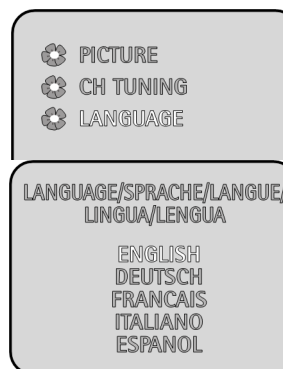 PICTURE
CH TUNING
LANGUAGE
LANGUAGE/SPRACHE/LANGUE/
LINGUA/LENGUA
ENGLISH
DEUTSCH
FRANCAIS
ITALIANO
ESPANOL